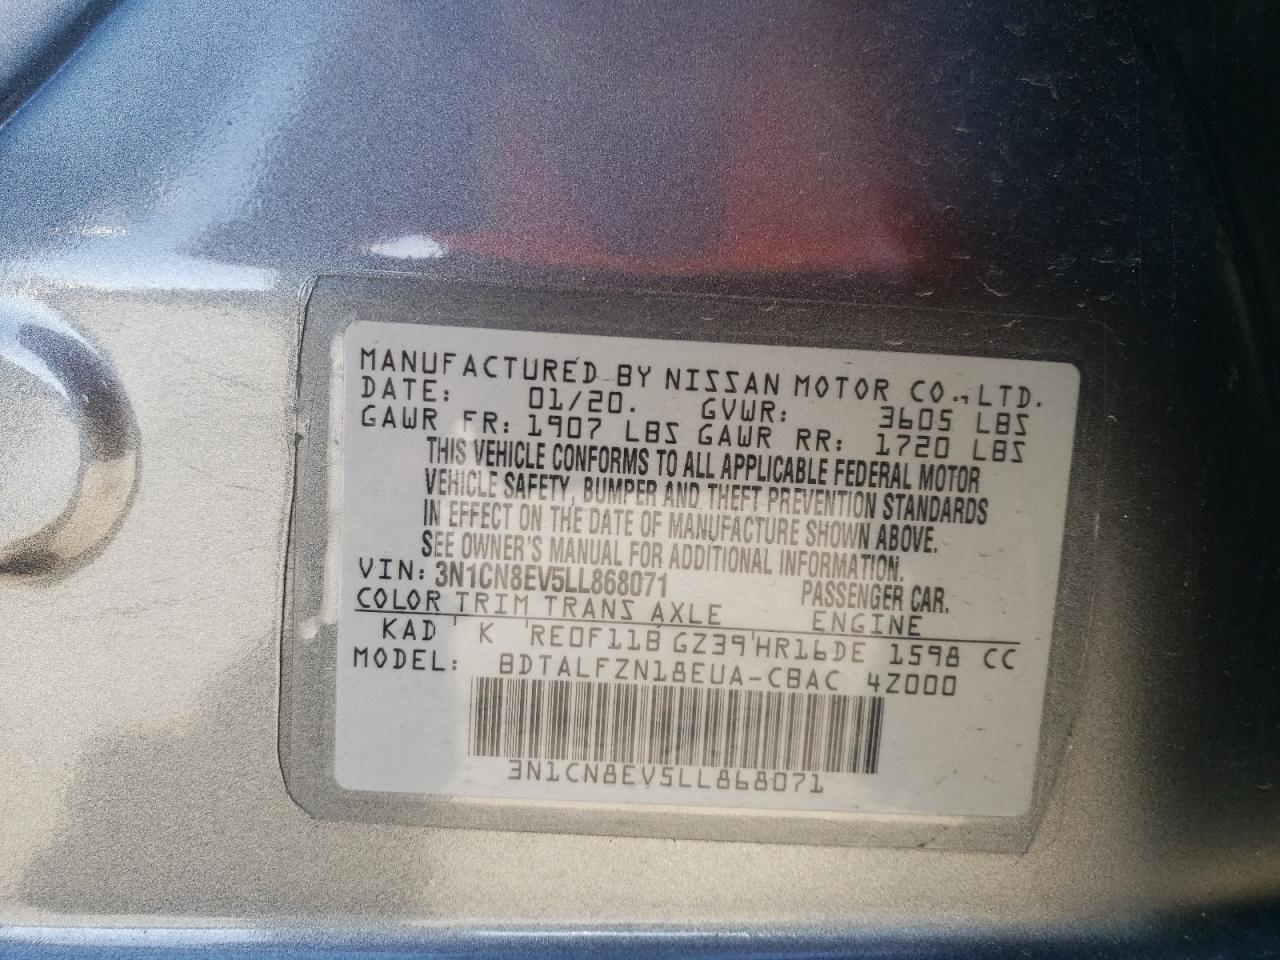 MANUFACTURED BY NISSAN MOTOR CO., LTD.
DATE: 01/20. GVWR: 3605 LBS
GAWR FR: 1907 LBS GAWR RR: 1720 LBS
THIS VEHICLE CONFORMS TO ALL APPLICABLE FEDERAL MOTOR
VEHICLE SAFETY, BUMPER AND THEFT PREVENTION STANDARDS
IN EFFECT ON THE DATE OF MANUFACTURE SHOWN ABOVE.
SEE OWNER'S MANUAL FOR ADDITIONAL INFORMATION.
VIN: 3N1CN8EV5LL868071 PASSENGER CAR.
COLOR TRIM TRANS AXLE ENGINE
KAD K RE0F11B GZ39 HR16DE 1598 CC
MODEL: BDTALFZN18EUA-CBAC 4Z000
3N1CN8EV5LL868071